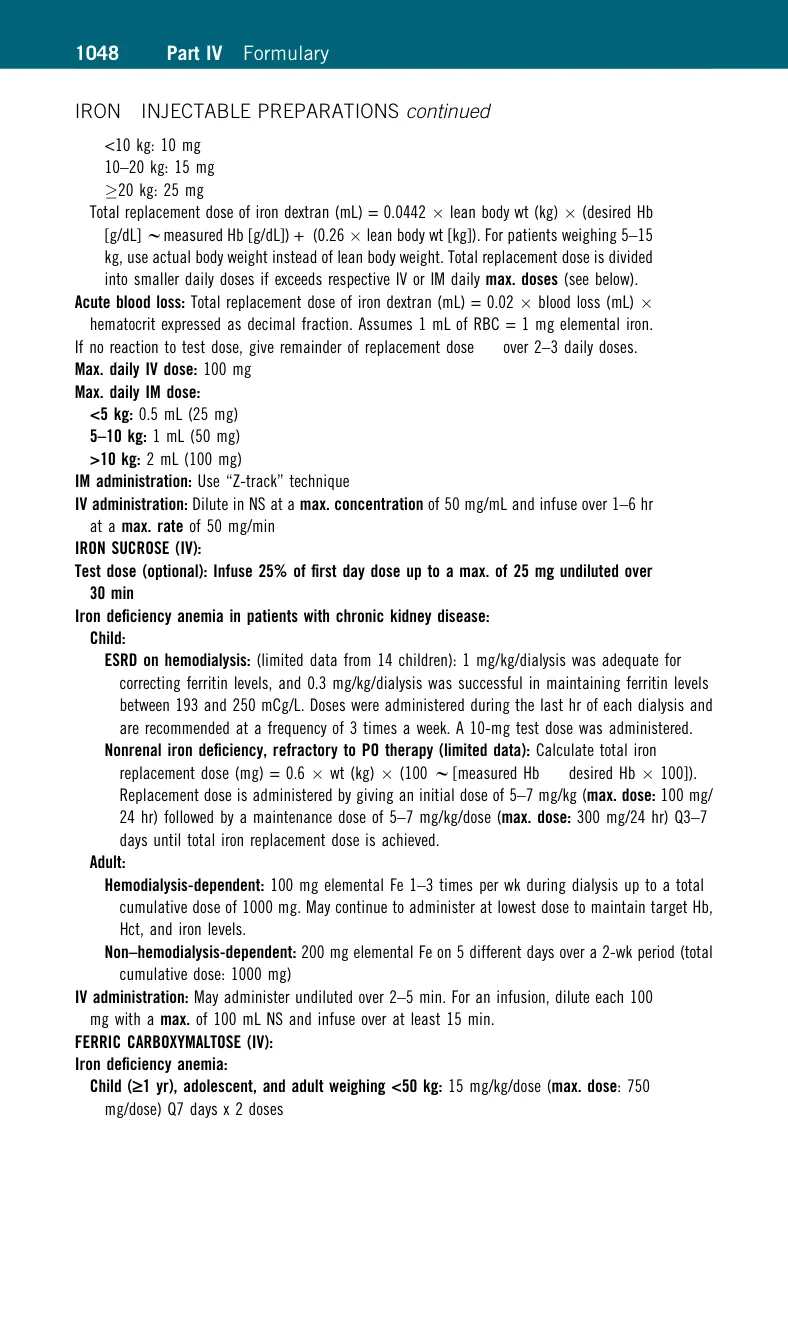 1048 Part IV Formulary
IRON INJECTABLE PREPARATIONS continued
<10 kg: 10 mg
10–20 kg: 15 mg
≥20 kg: 25 mg
Total replacement dose of iron dextran (mL) = 0.0442 × lean body wt (kg) × (desired Hb
[g/dL] ∼ measured Hb [g/dL]) + (0.26 × lean body wt [kg]). For patients weighing 5–15
kg, use actual body weight instead of lean body weight. Total replacement dose is divided
into smaller daily doses if exceeds respective IV or IM daily max. doses (see below).
Acute blood loss: Total replacement dose of iron dextran (mL) = 0.02 × blood loss (mL) ×
hematocrit expressed as decimal fraction. Assumes 1 mL of RBC = 1 mg elemental iron.
If no reaction to test dose, give remainder of replacement dose over 2–3 daily doses.
Max. daily IV dose: 100 mg
Max. daily IM dose:
<5 kg: 0.5 mL (25 mg)
5–10 kg: 1 mL (50 mg)
>10 kg: 2 mL (100 mg)
IM administration: Use “Z-track” technique
IV administration: Dilute in NS at a max. concentration of 50 mg/mL and infuse over 1–6 hr
at a max. rate of 50 mg/min
IRON SUCROSE (IV):
Test dose (optional): Infuse 25% of first day dose up to a max. of 25 mg undiluted over
30 min
Iron deficiency anemia in patients with chronic kidney disease:
Child:
ESRD on hemodialysis: (limited data from 14 children): 1 mg/kg/dialysis was adequate for
correcting ferritin levels, and 0.3 mg/kg/dialysis was successful in maintaining ferritin levels
between 193 and 250 mCg/L. Doses were administered during the last hr of each dialysis and
are recommended at a frequency of 3 times a week. A 10-mg test dose was administered.
Nonrenal iron deficiency, refractory to PO therapy (limited data): Calculate total iron
replacement dose (mg) = 0.6 × wt (kg) × (100 ∼ [measured Hb desired Hb × 100]).
Replacement dose is administered by giving an initial dose of 5–7 mg/kg (max. dose: 100 mg/
24 hr) followed by a maintenance dose of 5–7 mg/kg/dose (max. dose: 300 mg/24 hr) Q3–7
days until total iron replacement dose is achieved.
Adult:
Hemodialysis-dependent: 100 mg elemental Fe 1–3 times per wk during dialysis up to a total
cumulative dose of 1000 mg. May continue to administer at lowest dose to maintain target Hb,
Hct, and iron levels.
Non–hemodialysis-dependent: 200 mg elemental Fe on 5 different days over a 2-wk period (total
cumulative dose: 1000 mg)
IV administration: May administer undiluted over 2–5 min. For an infusion, dilute each 100
mg with a max. of 100 mL NS and infuse over at least 15 min.
FERRIC CARBOXYMALTOSE (IV):
Iron deficiency anemia:
Child (≥1 yr), adolescent, and adult weighing <50 kg: 15 mg/kg/dose (max. dose: 750
mg/dose) Q7 days x 2 doses